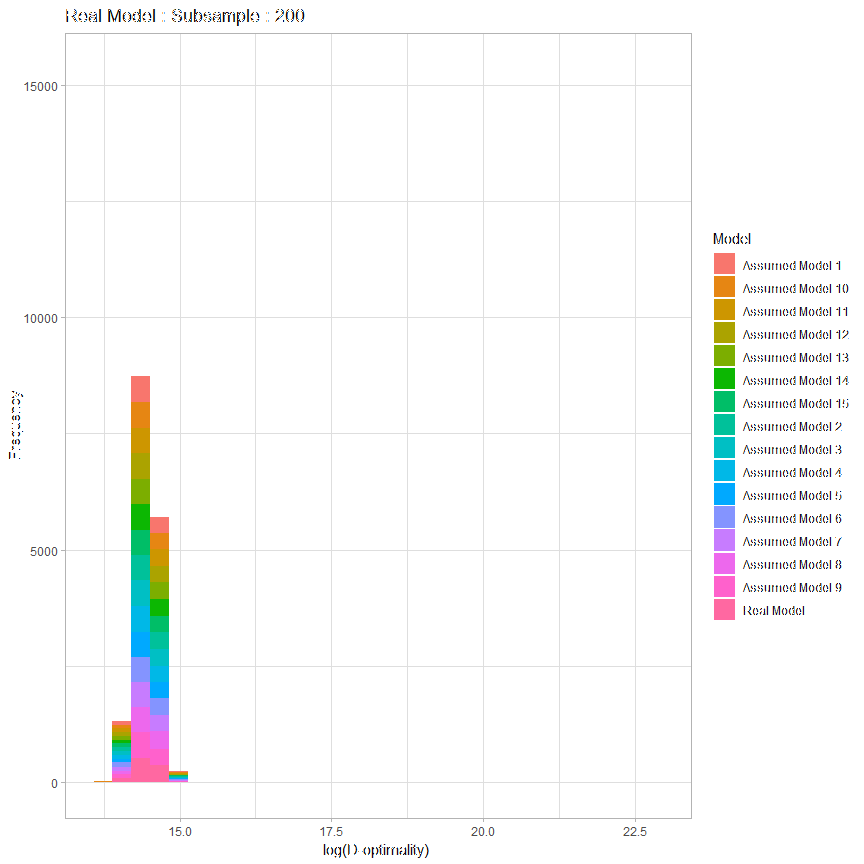 Real Model : Subsample : 200
15000
10000
5000
0
Frequency
15.0
17.5
20.0
22.5
log(D-optimality)
Model
Assumed Model 1
Assumed Model 10
Assumed Model 11
Assumed Model 12
Assumed Model 13
Assumed Model 14
Assumed Model 15
Assumed Model 2
Assumed Model 3
Assumed Model 4
Assumed Model 5
Assumed Model 6
Assumed Model 7
Assumed Model 8
Assumed Model 9
Real Model